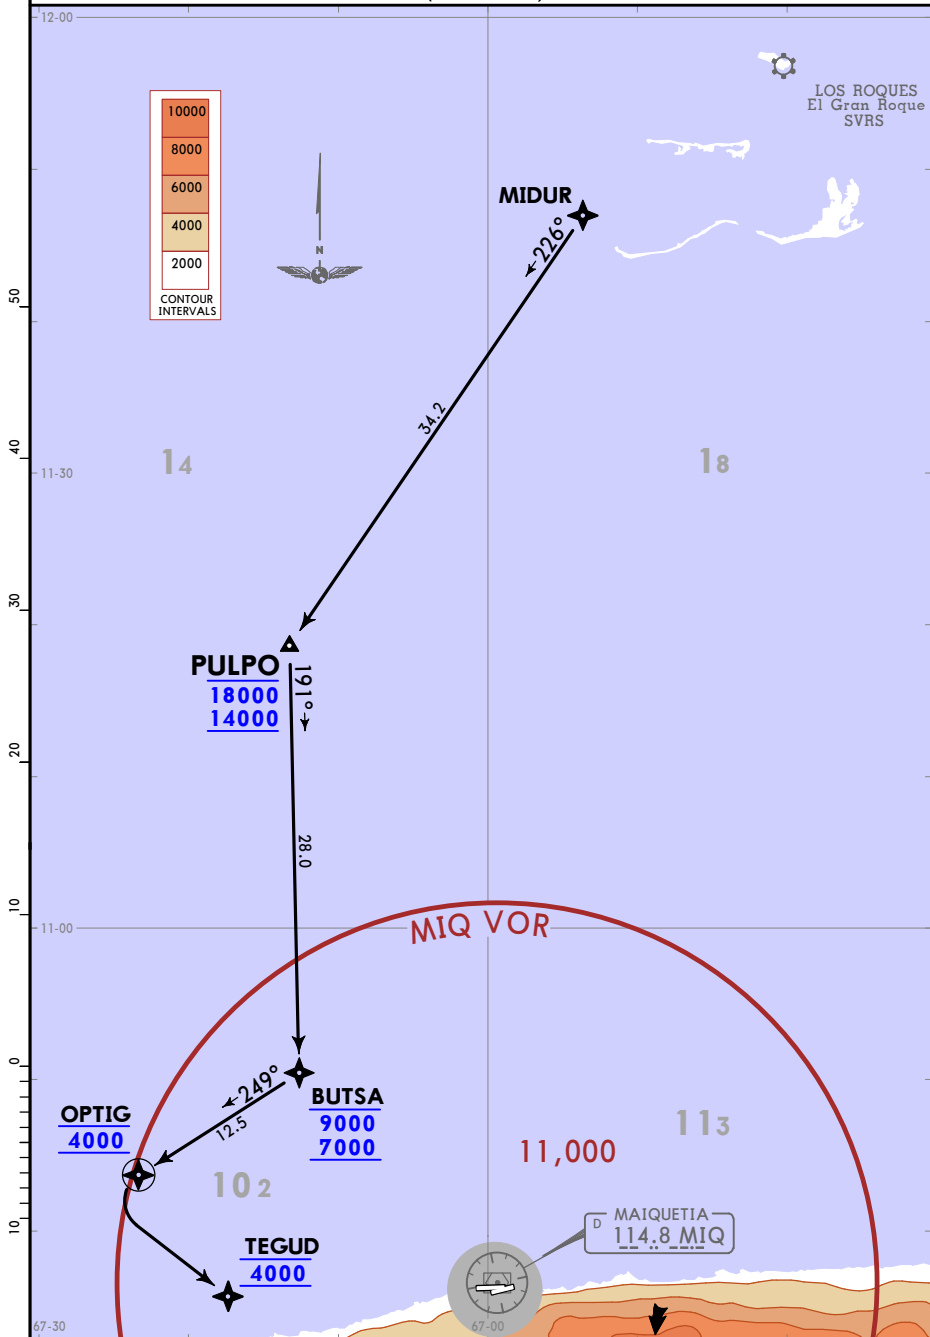 12-00
LOS ROQUES
El Gran Roque
SVRS
10000
8000
6000
4000
2000
CONTOUR
INTERVALS
N
MIDUR
226°
50
34.2
40
14
18
11-30
30
PULPO
18000
14000
191°
20
28.0
10
MIQ VOR
11-00
0
249°
12.5
BUTSA
9000
7000
OPTIG
4000
113
11,000
102
10
D
MAIQUETIA
114.8 MIQ
TEGUD
4000
67-30
67-00